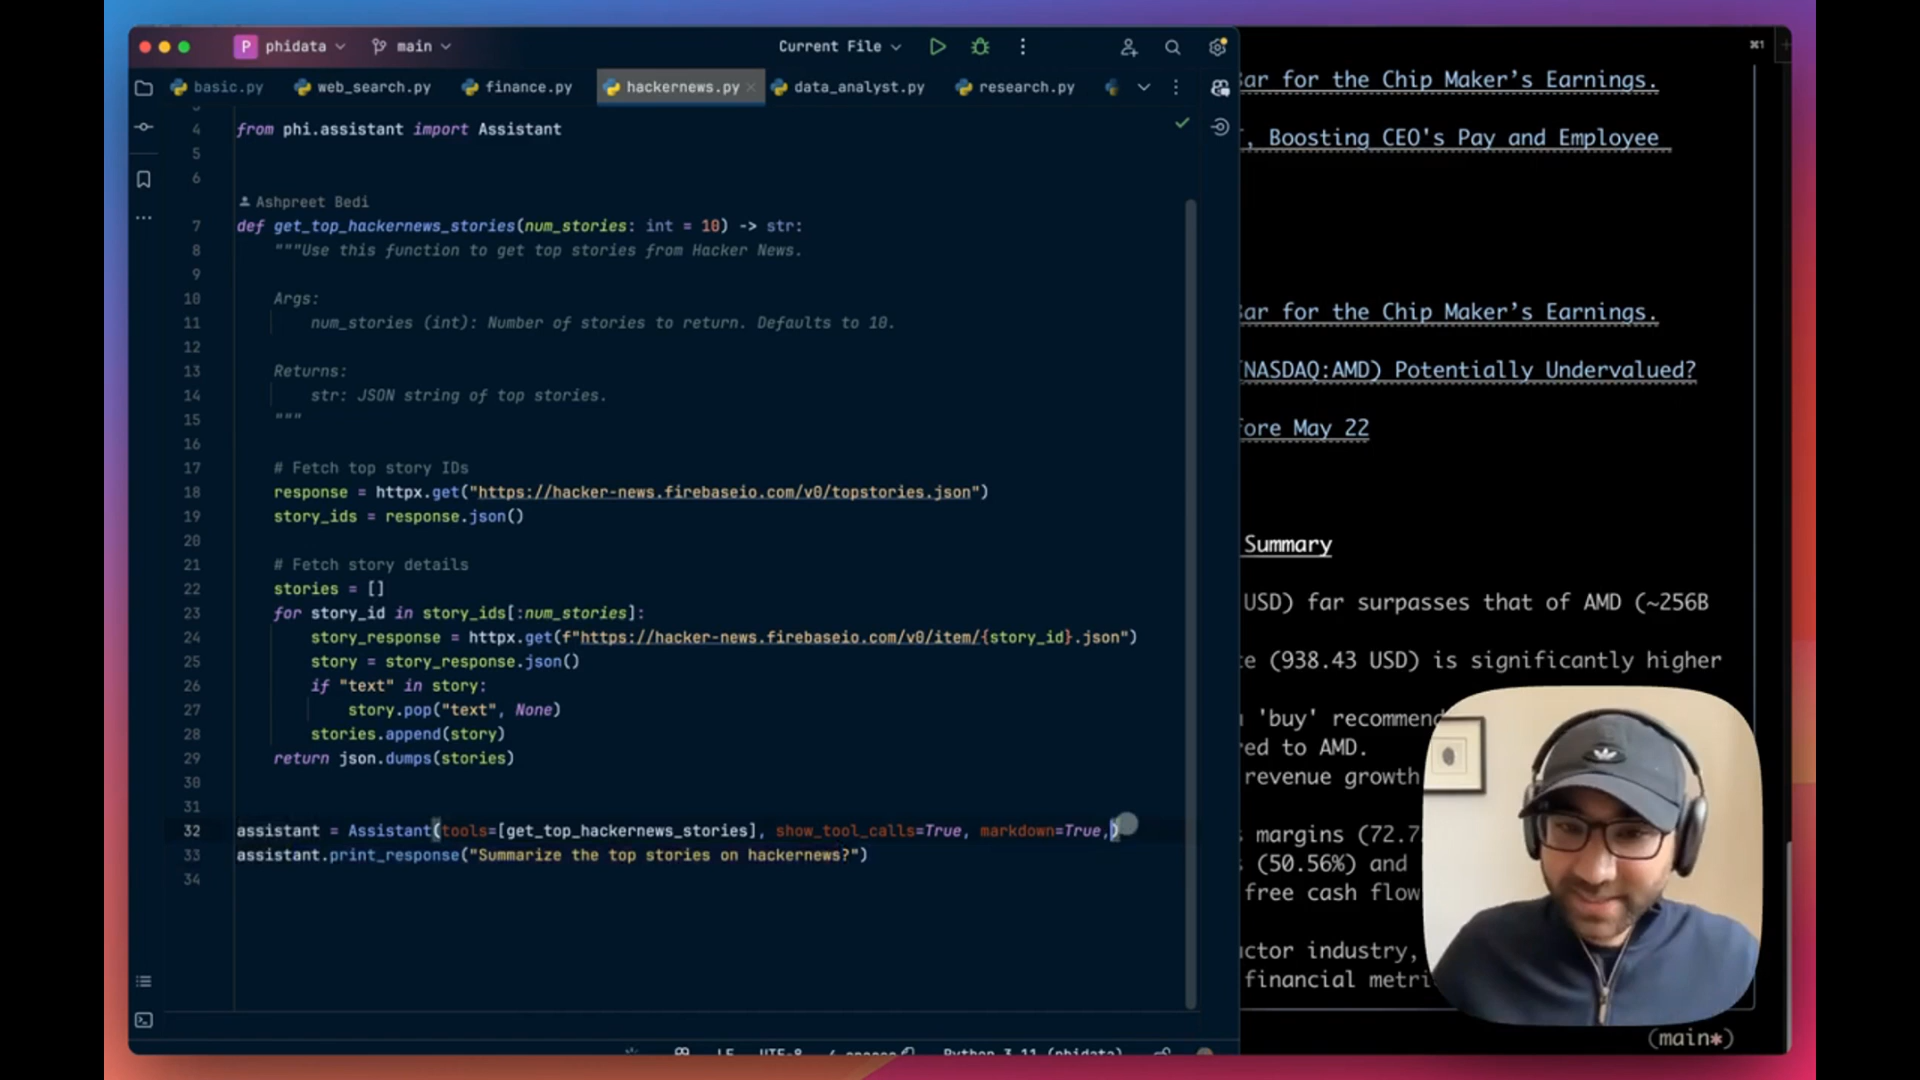 P phidata main Current File
basic.py web_search.py finance.py hackernews.py data_analyst.py research.py
4 from phi.assistant import Assistant
5
6
Ashpreet Bedi
7 def get_top_hackernews_stories(num_stories: int = 10) -> str:
8 """Use this function to get top stories from Hacker News.
9
10 Args:
11 num_stories (int): Number of stories to return. Defaults to 10.
12
13 Returns:
14 str: JSON string of top stories.
15 """
16
17 # Fetch top story IDs
18 response = httpx.get("https://hacker-news.firebaseio.com/v0/topstories.json")
19 story_ids = response.json()
20
21 # Fetch story details
22 stories = []
23 for story_id in story_ids[:num_stories]:
24 story_response = httpx.get(f"https://hacker-news.firebaseio.com/v0/item/{story_id}.json")
25 story = story_response.json()
26 if "text" in story:
27 story.pop("text", None)
28 stories.append(story)
29 return json.dumps(stories)
30
31
32 assistant = Assistant(tools=[get_top_hackernews_stories], show_tool_calls=True, markdown=True,)
33 assistant.print_response("Summarize the top stories on hackernews?")
34
LF UTF-8 Python 3.11 (phidata)
⌘1
Bar for the Chip Maker’s Earnings.
, Boosting CEO's Pay and Employee
Bar for the Chip Maker’s Earnings.
(NASDAQ:AMD) Potentially Undervalued?
fore May 22
Summary
USD) far surpasses that of AMD (~256B
(938.43 USD) is significantly higher
'buy' recommend
to AMD.
revenue growth
margins (72.7
(50.56%) and
free cash flow
industry,
financial metri
(main*)